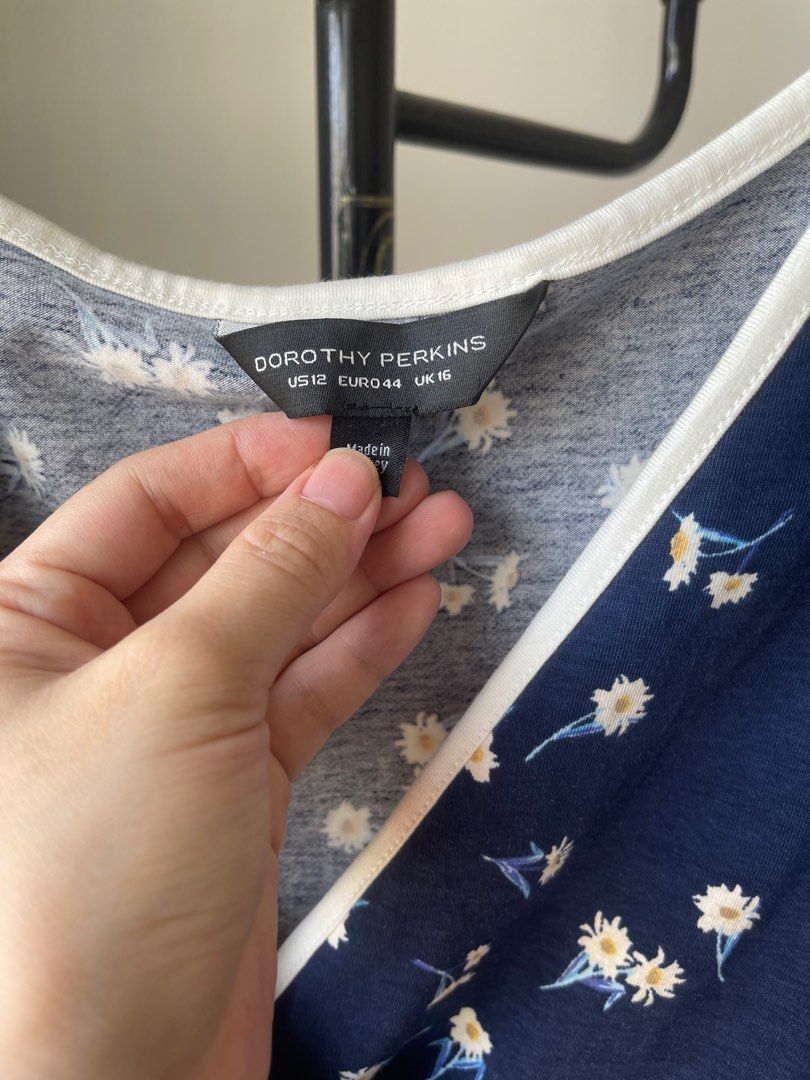 DOROTHY PERKINS
US12 EURO44 UK16
Made in